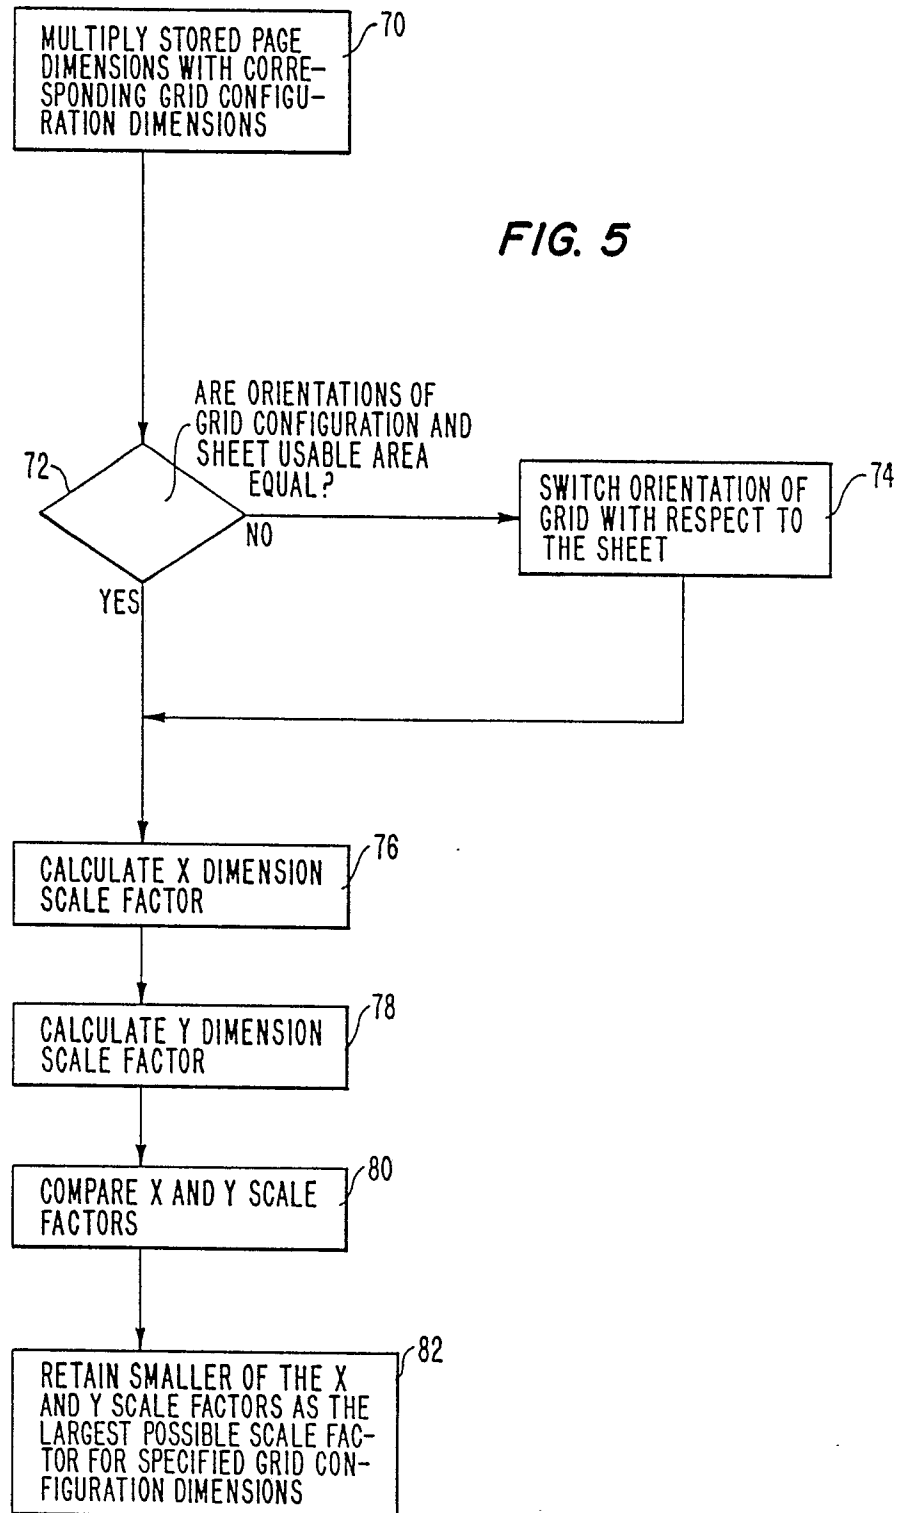 70
MULTIPLY STORED PAGE
DIMENSIONS WITH CORRE-
SPONDING GRID CONFIGU-
RATION DIMENSIONS
FIG. 5
ARE ORIENTATIONS OF
GRID CONFIGURATION AND
SHEET USABLE AREA
EQUAL?
72
NO
YES
74
SWITCH ORIENTATION OF
GRID WITH RESPECT TO
THE SHEET
76
CALCULATE X DIMENSION
SCALE FACTOR
78
CALCULATE Y DIMENSION
SCALE FACTOR
80
COMPARE X AND Y SCALE
FACTORS
82
RETAIN SMALLER OF THE X
AND Y SCALE FACTORS AS THE
LARGEST POSSIBLE SCALE FAC-
TOR FOR SPECIFIED GRID CON-
FIGURATION DIMENSIONS